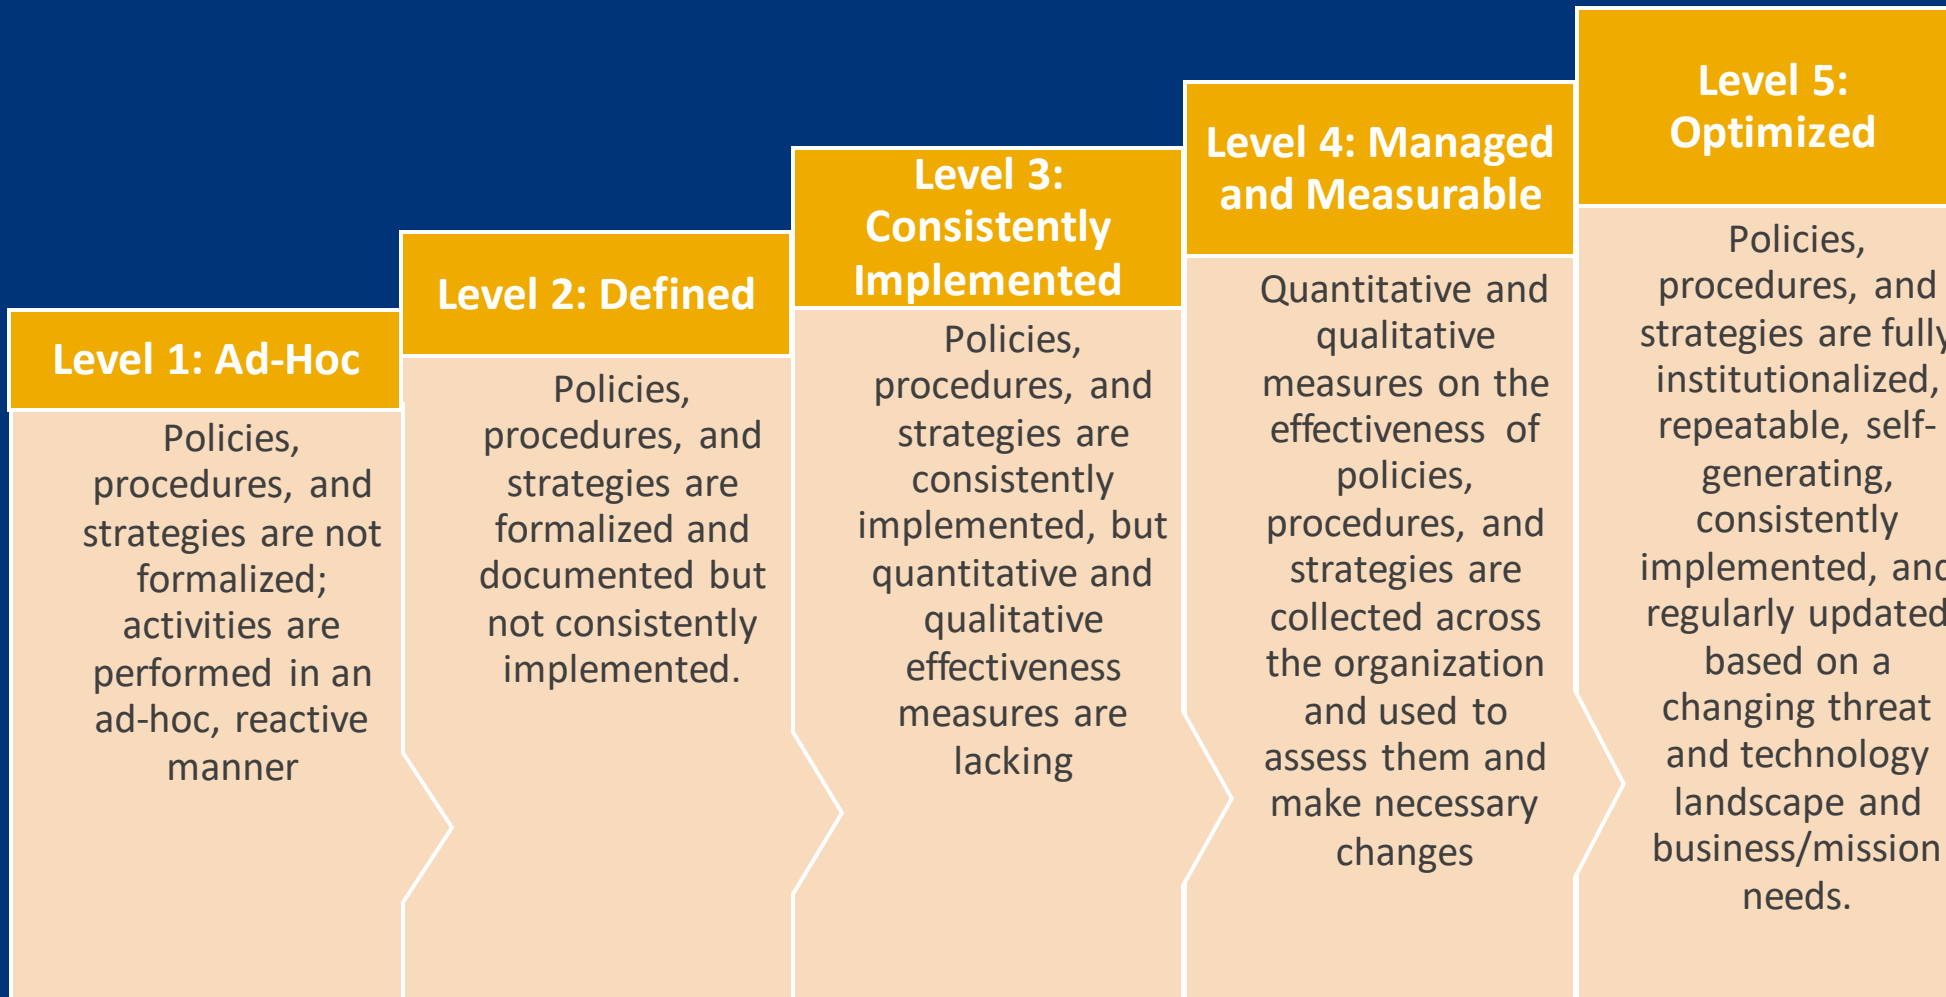 Level 1: Ad-Hoc
Policies,
procedures, and
strategies are not
formalized;
activities are
performed in an
ad-hoc, reactive
manner
Level 2: Defined
Policies,
procedures, and
strategies are
formalized and
documented but
not consistently
implemented.
Level 3:
Consistently
Implemented
Policies,
procedures, and
strategies are
consistently
implemented, but
quantitative and
qualitative
effectiveness
measures are
lacking
Level 4: Managed
and Measurable
Quantitative and
qualitative
measures on the
effectiveness of
policies,
procedures, and
strategies are
collected across
the organization
and used to
assess them and
make necessary
changes
Level 5:
Optimized
Policies,
procedures, and
strategies are fully
institutionalized,
repeatable, self-
generating,
consistently
implemented, and
regularly updated
based on a
changing threat
and technology
landscape and
business/mission
needs.